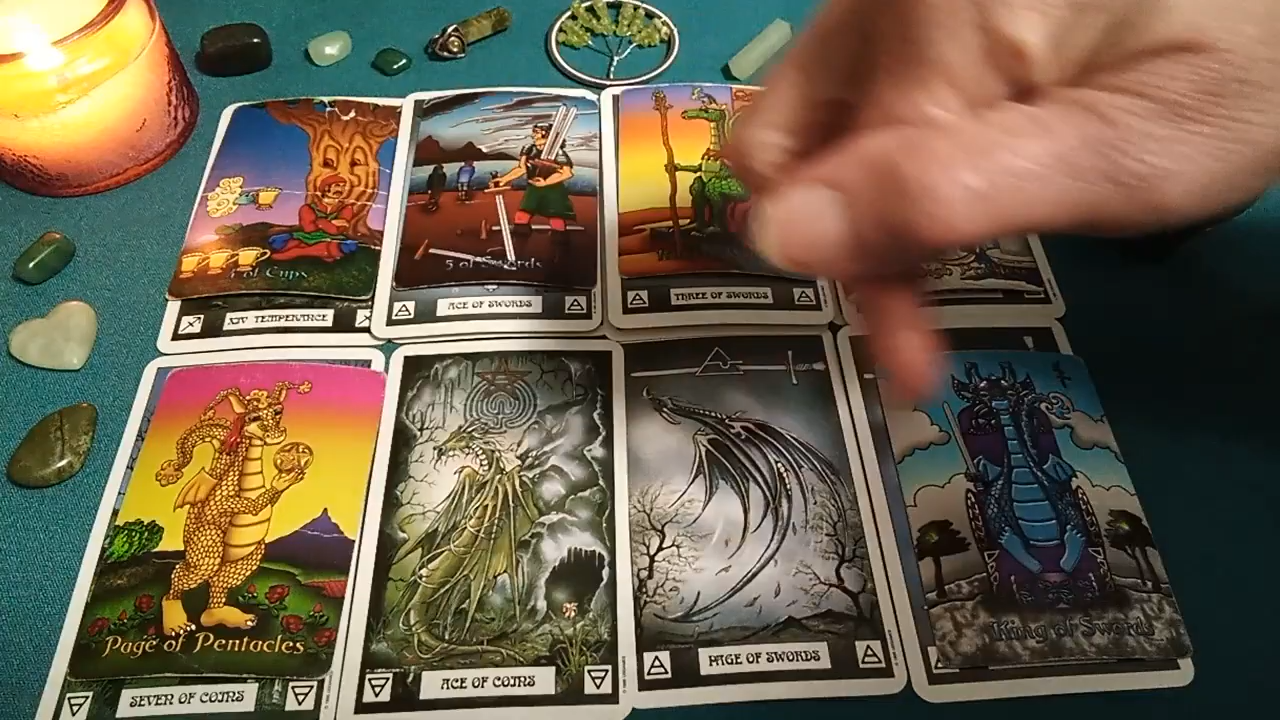 of Cups
XIV TEMPERANCE
5 of Swords
ACE OF SWORDS
THREE OF SWORDS
Page of Pentacles
SEVEN OF COINS
ACE OF COINS
PAGE OF SWORDS
King of Swords